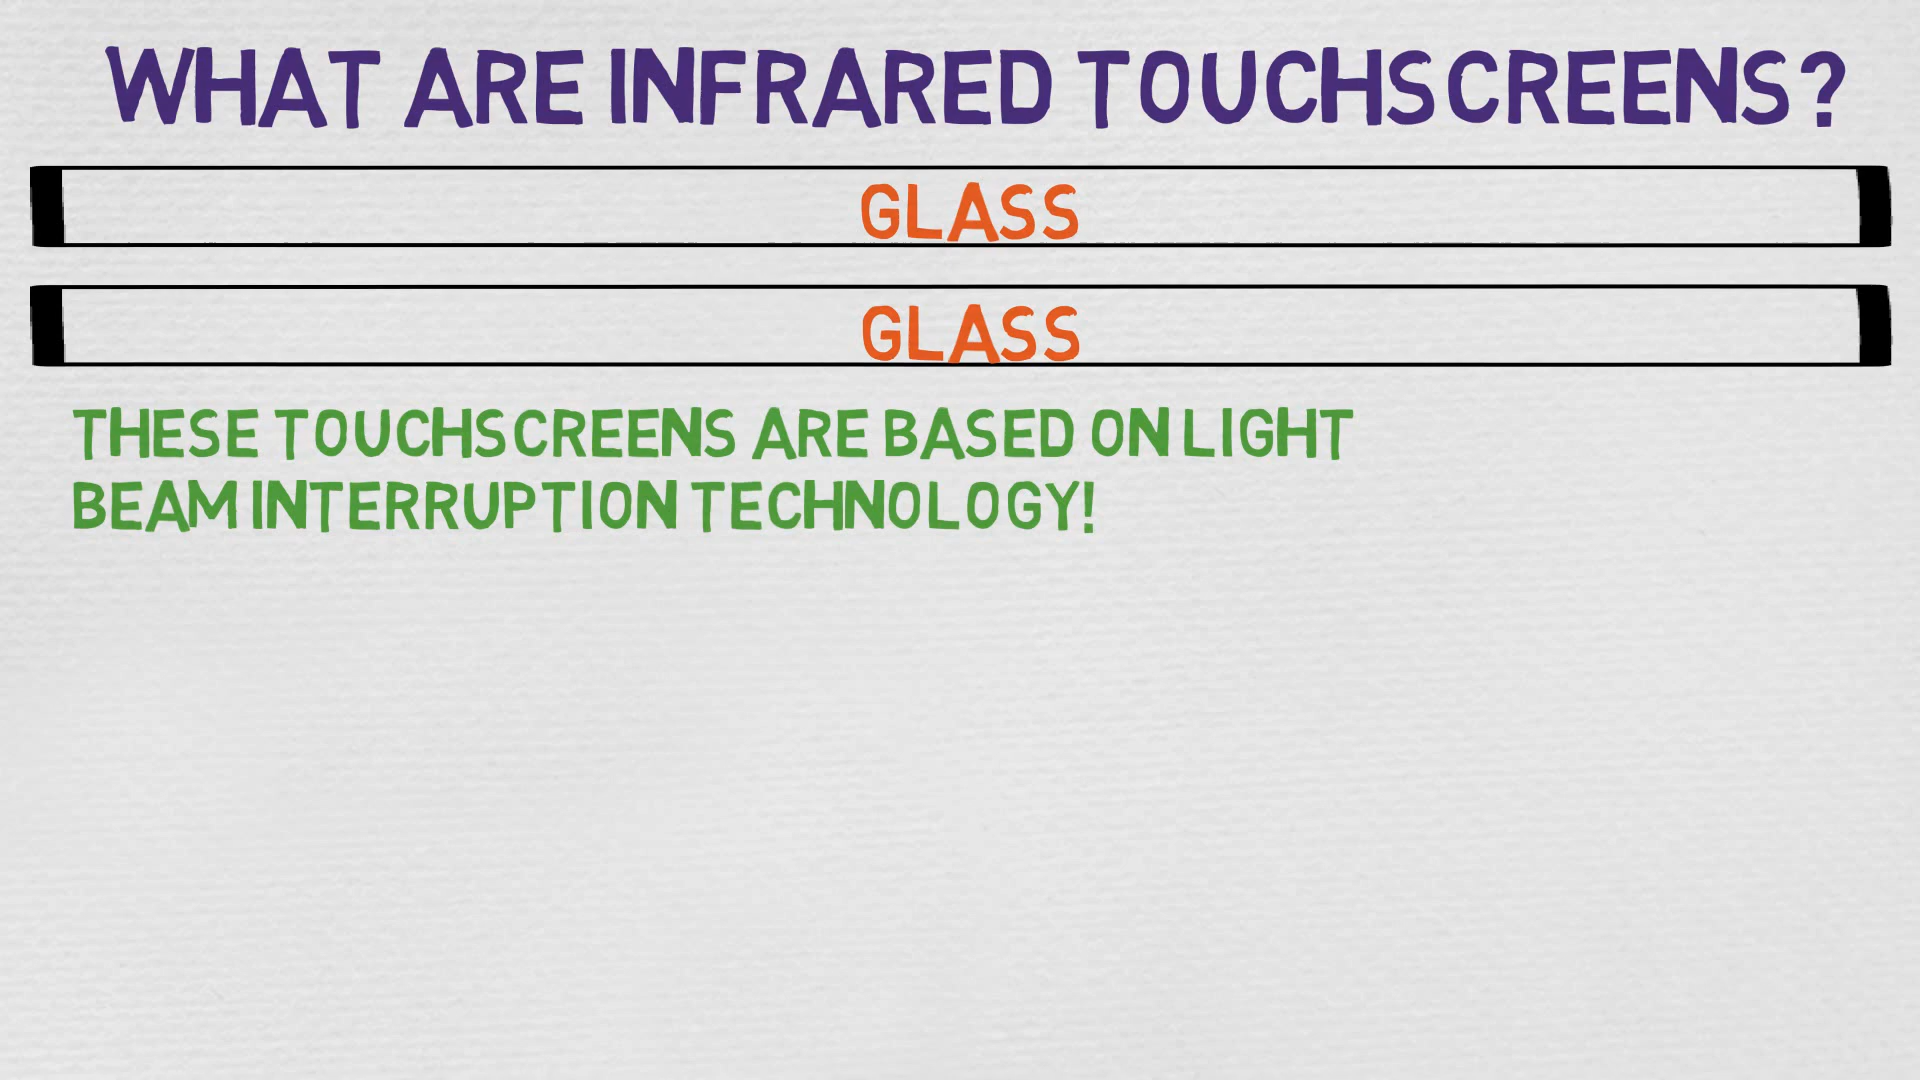 WHAT ARE INFRARED TOUCHSCREENS?
GLASS
GLASS
THESE TOUCHSCREENS ARE BASED ON LIGHT
BEAM INTERRUPTION TECHNOLOGY!